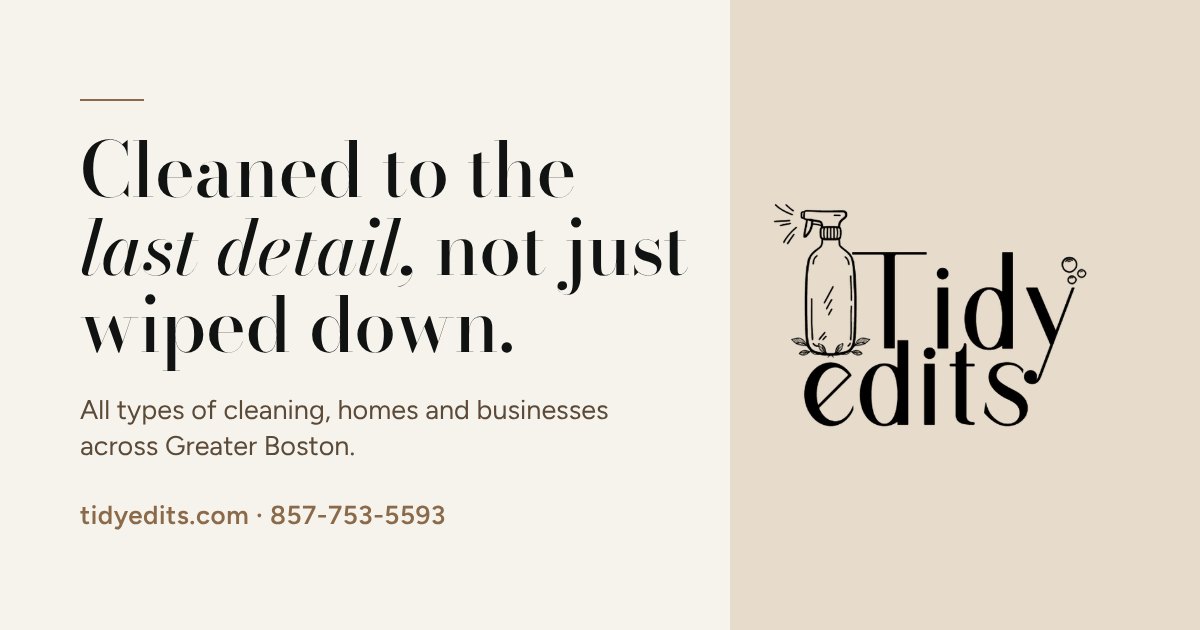 Cleaned to the
last detail, not just
wiped down.
All types of cleaning, homes and businesses
across Greater Boston.
tidyedits.com · 857-753-5593
Tidy
edits